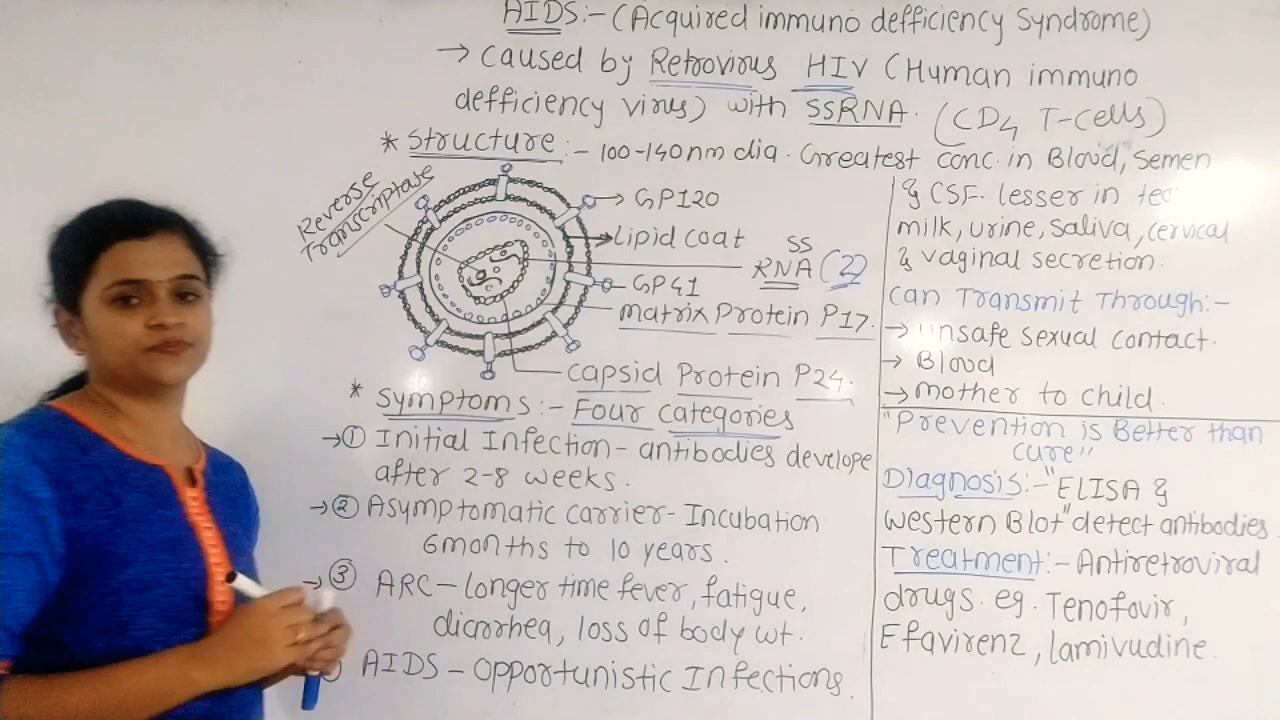 AIDS:- (Acquired immuno defficiency Syndrome)
→ caused by Retrovirus HIV (Human immuno
defficiency virus) with SSRNA. (CD4 T-cells)
* Structure:- 100-140nm dia. Greatest conc. in Blood, Semen
& CSF. lesser in
milk, urine, saliva, cervical
& vaginal secretion.
Reverse
Transcriptase
→ GP120
Lipid coat
SS
RNA (2)
GP41
matrix Protein P17.
capsid Protein P24.
* Symptoms:- Four categories
→ ① Initial Infection- antibodies develope
after 2-8 weeks.
→ ② Asymptomatic carrier- Incubation
6months to 10 years.
→ ③ ARC- longer time fever, fatigue,
diarrhea, loss of body wt.
AIDS - Opportunistic Infections.
can Transmit Through:-
→ unsafe sexual contact.
→ Blood
→ mother to child.
"Prevention is Better than
cure"
Diagnosis:- "ELISA &
Western Blot" detect antibodies.
Treatment:- Antiretroviral
drugs. eg. Tenofovir,
Efavirenz, lamivudine.